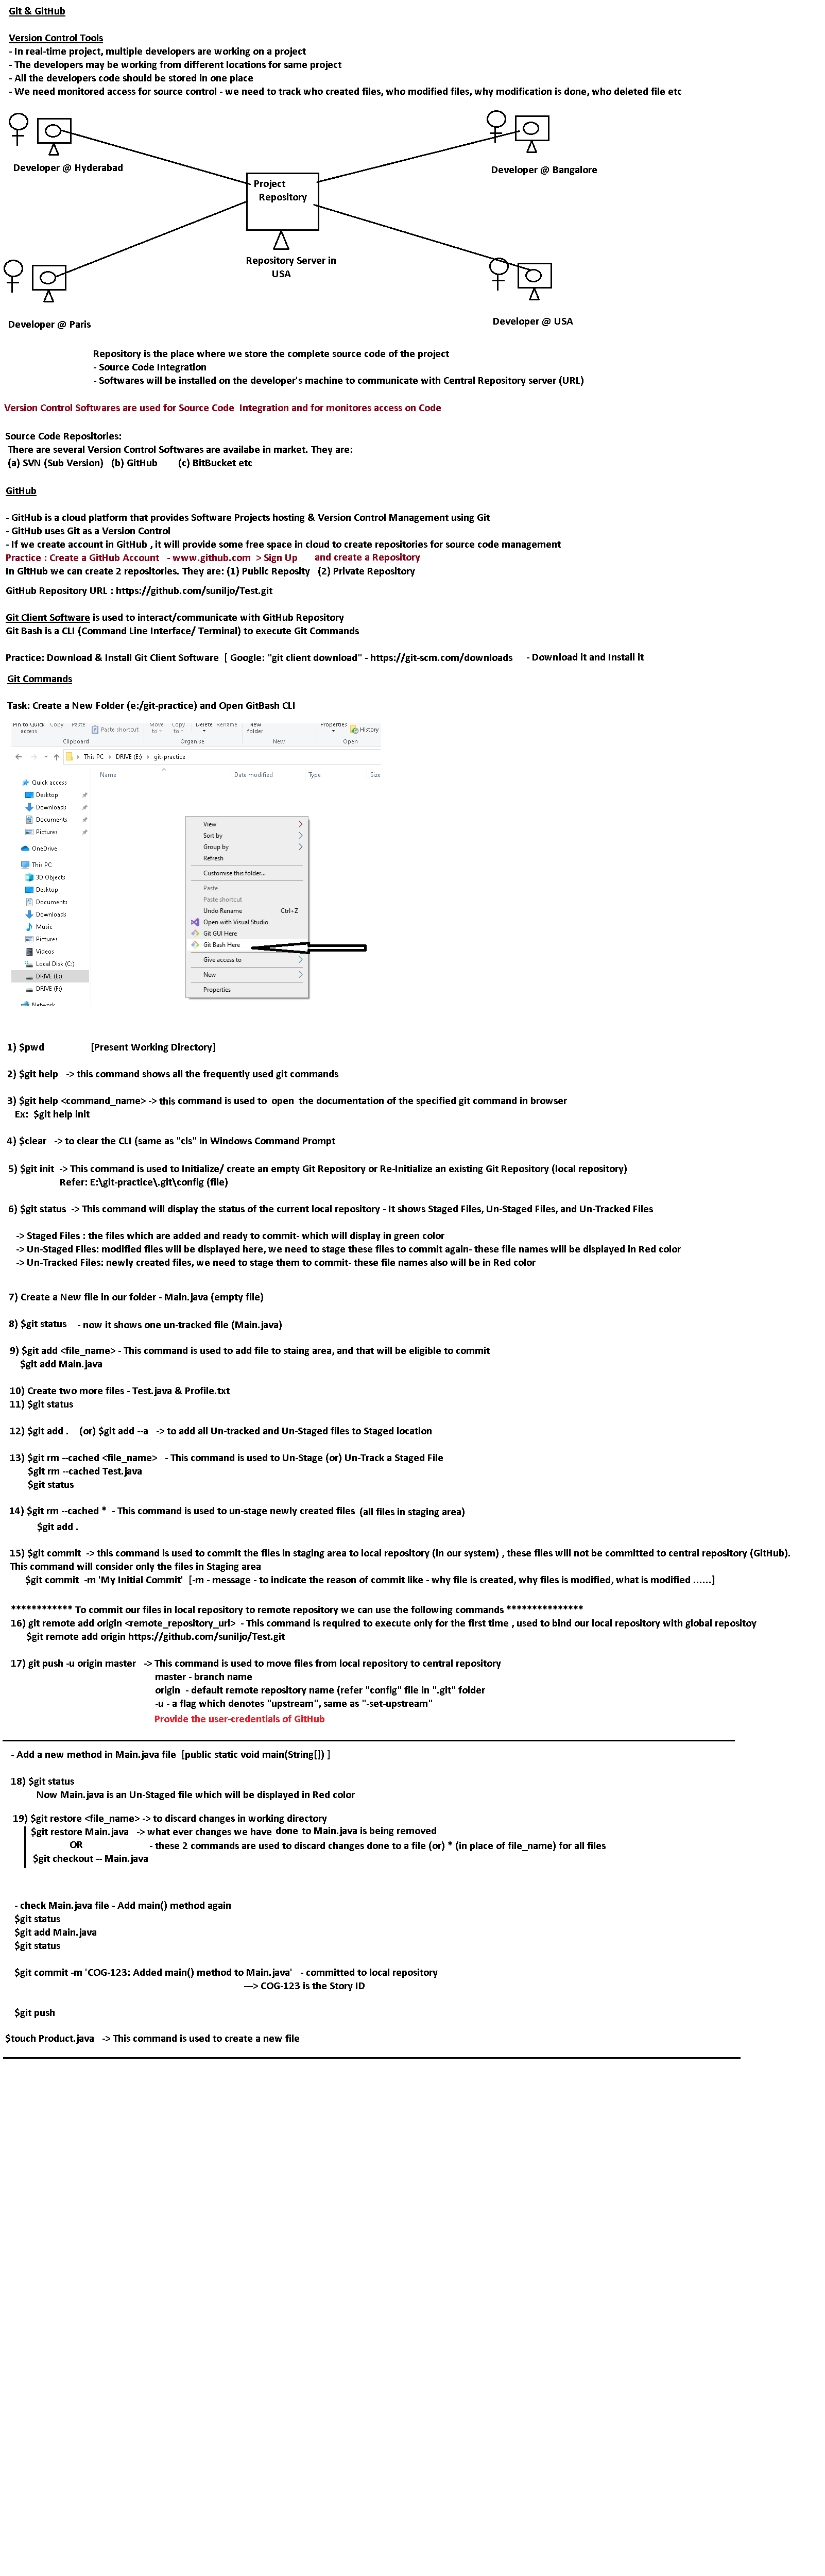 Git & GitHub
Version Control Tools
- In real-time project, multiple developers are working on a project
- The developers may be working from different locations for same project
- All the developers code should be stored in one place
- We need monitored access for source control - we need to track who created files, who modified files, why modification is done, who deleted file etc
Developer @ Hyderabad
Developer @ Bangalore
Project
Repository
Repository Server in
USA
Developer @ Paris
Developer @ USA
Repository is the place where we store the complete source code of the project
- Source Code Integration
- Softwares will be installed on the developer's machine to communicate with Central Repository server (URL)
Version Control Softwares are used for Source Code Integration and for monitores access on Code
Source Code Repositories:
There are several Version Control Softwares are availabe in market. They are:
(a) SVN (Sub Version) (b) GitHub (c) BitBucket etc
GitHub
- GitHub is a cloud platform that provides Software Projects hosting & Version Control Management using Git
- GitHub uses Git as a Version Control
- If we create account in GitHub , it will provide some free space in cloud to create repositories for source code management
Practice : Create a GitHub Account - www.github.com > Sign Up and create a Repository
In GitHub we can create 2 repositories. They are: (1) Public Reposity (2) Private Repository
GitHub Repository URL : https://github.com/suniljo/Test.git
Git Client Software is used to interact/communicate with GitHub Repository
Git Bash is a CLI (Command Line Interface/ Terminal) to execute Git Commands
Practice: Download & Install Git Client Software [ Google: "git client download" - https://git-scm.com/downloads - Download it and Install it
Git Commands
Task: Create a New Folder (e:/git-practice) and Open GitBash CLI
Pin to Quick access Copy Paste Paste shortcut Move to Copy to Delete Rename New folder Properties History
Clipboard Organise New Open
This PC > DRIVE (E:) > git-practice
Name Date modified Type Size
Quick access
Desktop
Downloads
Documents
Pictures
OneDrive
This PC
3D Objects
Desktop
Documents
Downloads
Music
Pictures
Videos
Local Disk (C:)
DRIVE (E:)
DRIVE (F:)
Network
View
Sort by
Group by
Refresh
Customise this folder...
Paste
Paste shortcut
Undo Rename Ctrl+Z
Open with Visual Studio
Git GUI Here
Git Bash Here
Give access to
New
Properties
1) $pwd [Present Working Directory]
2) $git help -> this command shows all the frequently used git commands
3) $git help <command_name> -> this command is used to open the documentation of the specified git command in browser
Ex: $git help init
4) $clear -> to clear the CLI (same as "cls" in Windows Command Prompt
5) $git init -> This command is used to Initialize/ create an empty Git Repository or Re-Initialize an existing Git Repository (local repository)
Refer: E:\git-practice\.git\config (file)
6) $git status -> This command will display the status of the current local repository - It shows Staged Files, Un-Staged Files, and Un-Tracked Files
-> Staged Files : the files which are added and ready to commit- which will display in green color
-> Un-Staged Files: modified files will be displayed here, we need to stage these files to commit again- these file names will be displayed in Red color
-> Un-Tracked Files: newly created files, we need to stage them to commit- these file names also will be in Red color
7) Create a New file in our folder - Main.java (empty file)
8) $git status - now it shows one un-tracked file (Main.java)
9) $git add <file_name> - This command is used to add file to staing area, and that will be eligible to commit
$git add Main.java
10) Create two more files - Test.java & Profile.txt
11) $git status
12) $git add . (or) $git add --a -> to add all Un-tracked and Un-Staged files to Staged location
13) $git rm --cached <file_name> - This command is used to Un-Stage (or) Un-Track a Staged File
$git rm --cached Test.java
$git status
14) $git rm --cached * - This command is used to un-stage newly created files (all files in staging area)
$git add .
15) $git commit -> this command is used to commit the files in staging area to local repository (in our system) , these files will not be committed to central repository (GitHub).
This command will consider only the files in Staging area
$git commit -m 'My Initial Commit' [-m - message - to indicate the reason of commit like - why file is created, why files is modified, what is modified ......]
************ To commit our files in local repository to remote repository we can use the following commands ***************
16) git remote add origin <remote_repository_url> - This command is required to execute only for the first time , used to bind our local repository with global repositoy
$git remote add origin https://github.com/suniljo/Test.git
17) git push -u origin master -> This command is used to move files from local repository to central repository
master - branch name
origin - default remote repository name (refer "config" file in ".git" folder
-u - a flag which denotes "upstream", same as "-set-upstream"
Provide the user-credentials of GitHub
- Add a new method in Main.java file [public static void main(String[]) ]
18) $git status
Now Main.java is an Un-Staged file which will be displayed in Red color
19) $git restore <file_name> -> to discard changes in working directory
$git restore Main.java -> what ever changes we have done to Main.java is being removed
OR - these 2 commands are used to discard changes done to a file (or) * (in place of file_name) for all files
$git checkout -- Main.java
- check Main.java file - Add main() method again
$git status
$git add Main.java
$git status
$git commit -m 'COG-123: Added main() method to Main.java' - committed to local repository
---> COG-123 is the Story ID
$git push
$touch Product.java -> This command is used to create a new file